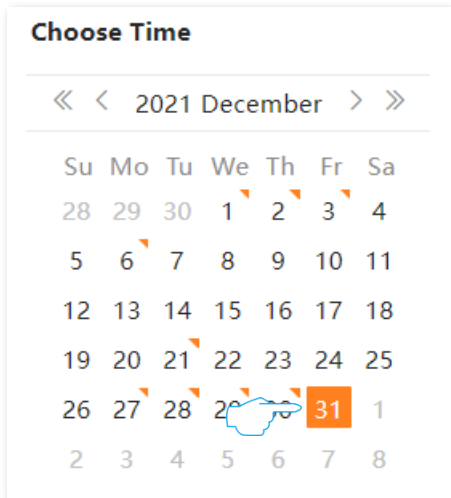 Choose Time
2021 December
Su Mo Tu We Th Fr Sa
28 29 30 1 2 3 4
5 6 7 8 9 10 11
12 13 14 15 16 17 18
19 20 21 22 23 24 25
26 27 28 29 30 31 1
2 3 4 5 6 7 8